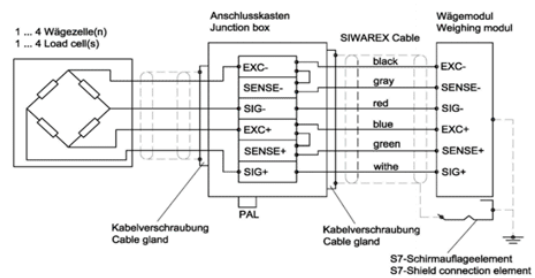 1 ... 4 Wägezelle(n)
1 ... 4 Load cell(s)
Anschlusskasten
Junction box
SIWAREX Cable
Wägemodul
Weighing modul
EXC-
SENSE-
SIG-
EXC+
SENSE+
SIG+
black
gray
red
blue
green
withe
EXC-
SENSE-
SIG-
EXC+
SENSE+
SIG+
PAL
Kabelverschraubung
Cable gland
Kabelverschraubung
Cable gland
S7-Schirmauflageelement
S7-Shield connection element